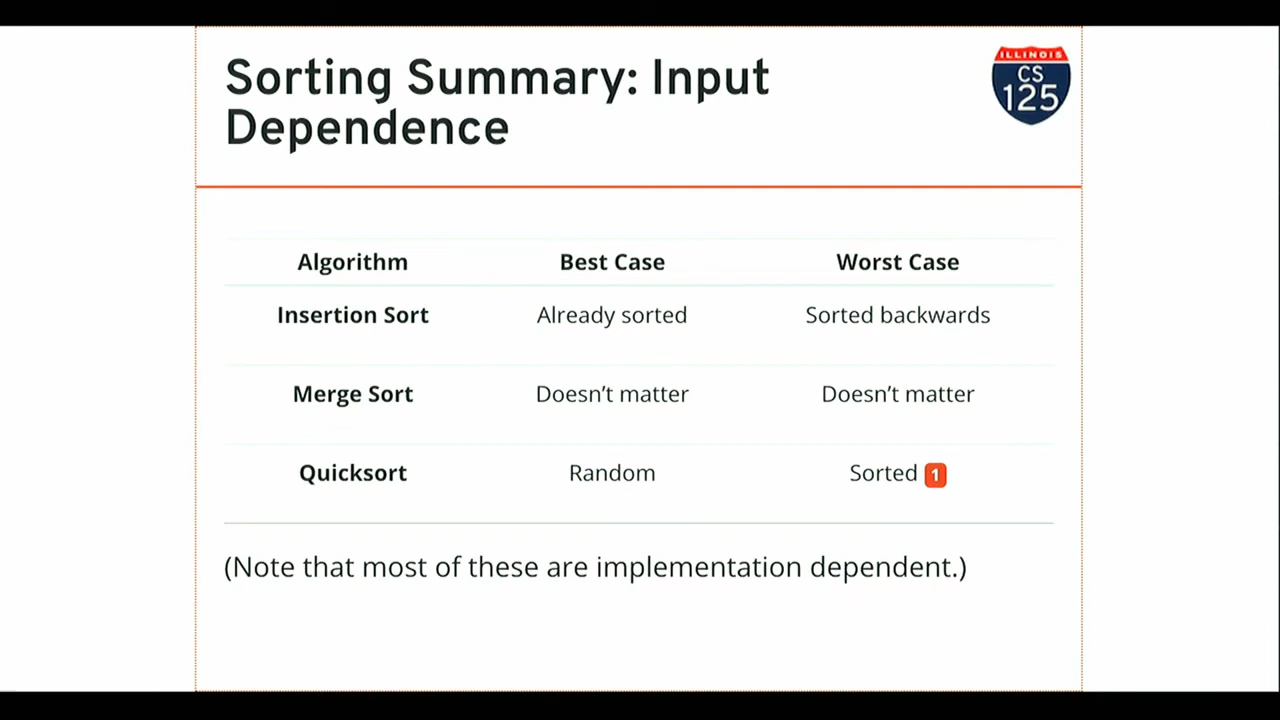 Sorting Summary: Input
Dependence
ILLINOIS
CS
125
Algorithm Best Case Worst Case
Insertion Sort Already sorted Sorted backwards
Merge Sort Doesn’t matter Doesn’t matter
Quicksort Random Sorted 1
(Note that most of these are implementation dependent.)